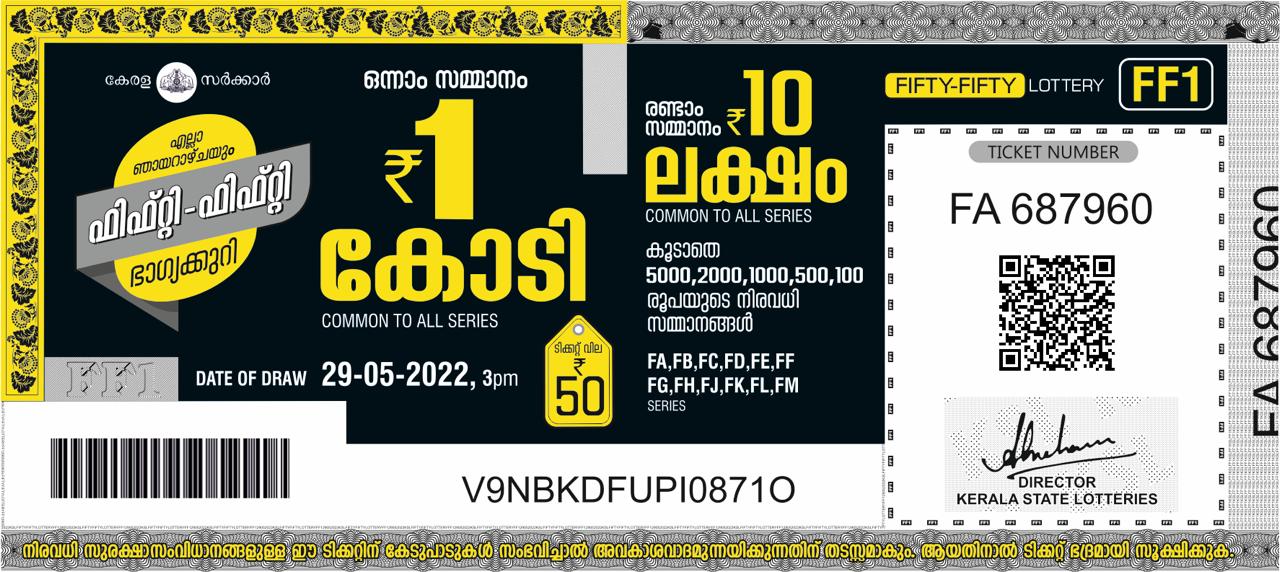 കേരള സർക്കാർ
എല്ലാ
ഞായറാഴ്ചയും
ഫിഫ്റ്റി-ഫിഫ്റ്റി
ഭാഗ്യക്കുറി
FF1
ഒന്നാം സമ്മാനം
₹1
കോടി
COMMON TO ALL SERIES
DATE OF DRAW 29-05-2022, 3pm
ടിക്കറ്റ് വില
₹
50
രണ്ടാം
സമ്മാനം ₹10
ലക്ഷം
COMMON TO ALL SERIES
കൂടാതെ
5000,2000,1000,500,100
രൂപയുടെ നിരവധി
സമ്മാനങ്ങൾ
FA,FB,FC,FD,FE,FF
FG,FH,FJ,FK,FL,FM
SERIES
FIFTY-FIFTY LOTTERY FF1
TICKET NUMBER
FA 687960
DIRECTOR
KERALA STATE LOTTERIES
FA 687960
V9NBKDFUPI0871O
നിരവധി സുരക്ഷാസംവിധാനങ്ങളുള്ള ഈ ടിക്കറ്റിന് കേടുപാടുകൾ സംഭവിച്ചാൽ അവകാശവാദമുന്നയിക്കുന്നതിന് തടസ്സമാകും. ആയതിനാൽ ടിക്കറ്റ് ഭദ്രമായി സൂക്ഷിക്കുക.